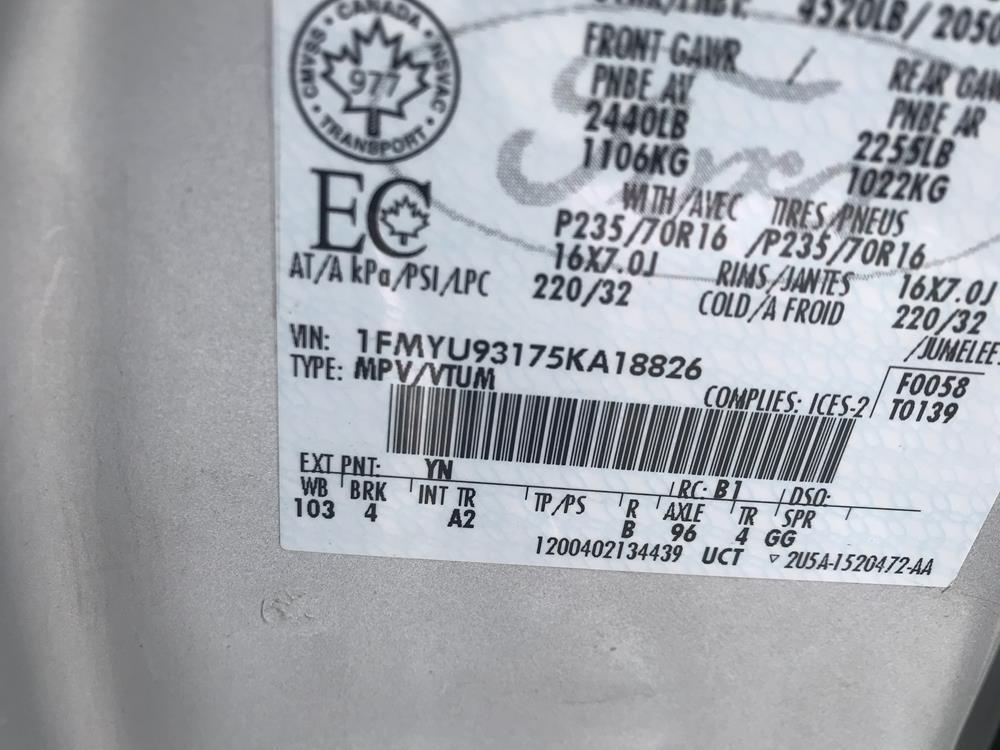 4520LB/2050
FRONT GAWR / REAR GAW
PNBE AV PNBE AR
2440LB 2255LB
1106KG 1022KG
WITH/AVEC TIRES/PNEUS
P235/70R16 /P235/70R16
16X7.0J RIMS/JANTES 16X7.0J
AT/A kPa/PSI/LPC 220/32 COLD/A FROID 220/32
/JUMELEE
VIN: 1FMYU93175KA18826
TYPE: MPV/VTUM
COMPLIES: ICES-2
F0058
T0139
EXT PNT: YN RC: B1 DSO:
WB BRK INT TR TP/PS R AXLE TR SPR
103 4 A2 B 96 4 GG
1200402134439 UCT ▿ 2U5A-1520472-AA
CANADA
CMVSS NSVAC
977
TRANSPORT
EC